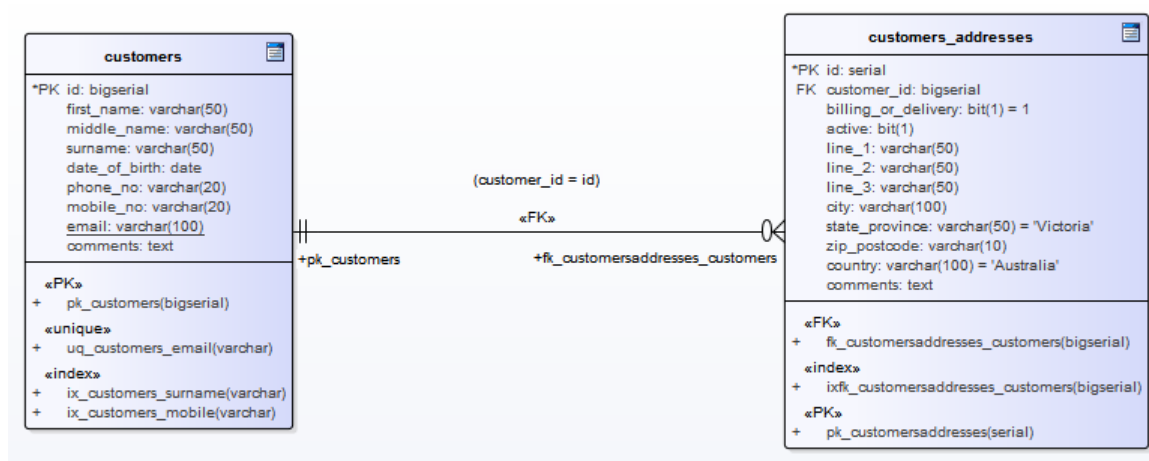 customers
*PK id: bigserial
first_name: varchar(50)
middle_name: varchar(50)
surname: varchar(50)
date_of_birth: date
phone_no: varchar(20)
mobile_no: varchar(20)
email: varchar(100)
comments: text
«PK»
+ pk_customers(bigserial)
«unique»
+ uq_customers_email(varchar)
«index»
+ ix_customers_surname(varchar)
+ ix_customers_mobile(varchar)
(customer_id = id)
«FK»
+pk_customers
+fk_customersaddresses_customers
customers_addresses
*PK id: serial
FK customer_id: bigserial
billing_or_delivery: bit(1) = 1
active: bit(1)
line_1: varchar(50)
line_2: varchar(50)
line_3: varchar(50)
city: varchar(100)
state_province: varchar(50) = 'Victoria'
zip_postcode: varchar(10)
country: varchar(100) = 'Australia'
comments: text
«FK»
+ fk_customersaddresses_customers(bigserial)
«index»
+ ixfk_customersaddresses_customers(bigserial)
«PK»
+ pk_customersaddresses(serial)